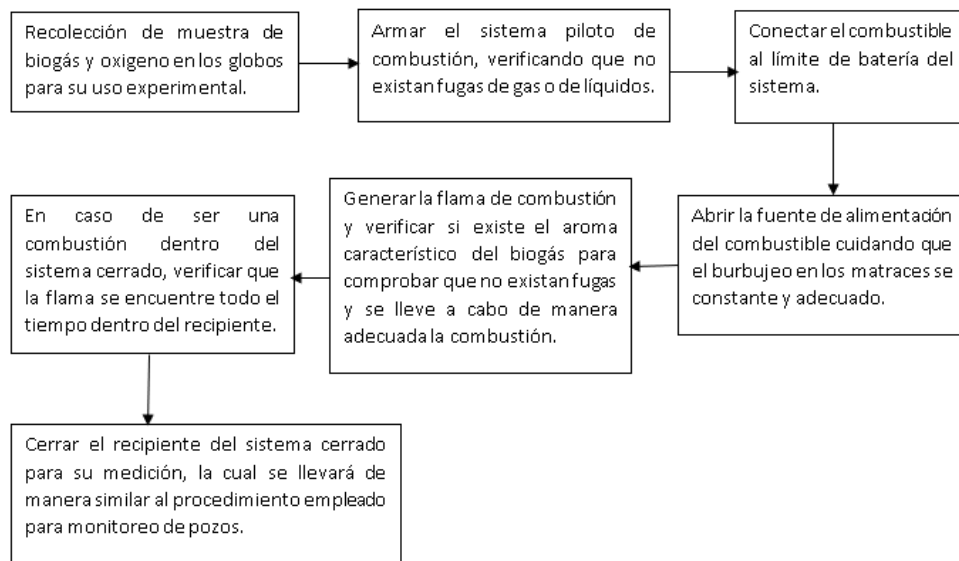 Recolección de muestra de
biogás y oxigeno en los globos
para su uso experimental.
Armar el sistema piloto de
combustión, verificando que no
existan fugas de gas o de líquidos.
Conectar el combustible
al límite de batería del
sistema.
Abrir la fuente de alimentación
del combustible cuidando que
el burbujeo en los matraces se
constante y adecuado.
Generar la flama de combustión
y verificar si existe el aroma
característico del biogás para
comprobar que no existan fugas
y se lleve a cabo de manera
adecuada la combustión.
En caso de ser una
combustión dentro del
sistema cerrado, verificar que
la flama se encuentre todo el
tiempo dentro del recipiente.
Cerrar el recipiente del sistema cerrado
para su medición, la cual se llevará de
manera similar al procedimiento empleado
para monitoreo de pozos.